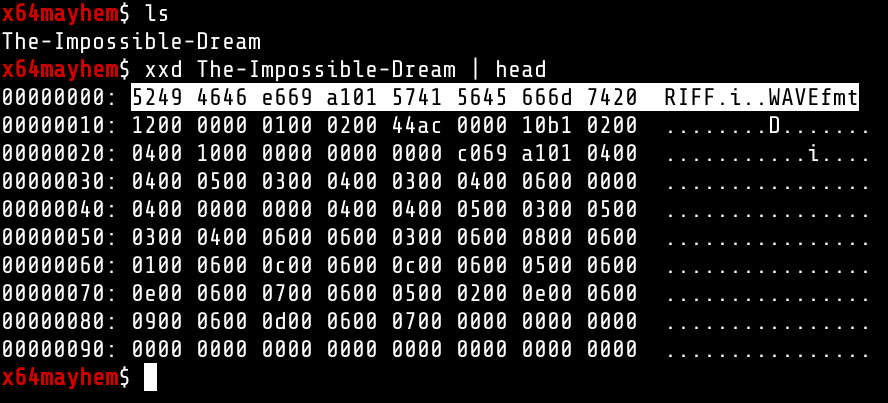 x64mayhem$ ls
The-Impossible-Dream
x64mayhem$ xxd The-Impossible-Dream | head
00000000: 5249 4646 e669 a101 5741 5645 666d 7420  RIFF.i..WAVEfmt
00000010: 1200 0000 0100 0200 44ac 0000 10b1 0200  ........D.......
00000020: 0400 1000 0000 0000 c069 a101 0400  ...........i....
00000030: 0400 0500 0300 0400 0300 0400 0600 0000  ................
00000040: 0400 0000 0000 0400 0400 0500 0300 0500  ................
00000050: 0300 0400 0600 0600 0300 0600 0800 0600  ................
00000060: 0100 0600 0c00 0600 0c00 0600 0500 0600  ................
00000070: 0e00 0600 0700 0600 0500 0200 0e00 0600  ................
00000080: 0900 0600 0d00 0600 0700 0000 0000 0000  ................
00000090: 0000 0000 0000 0000 0000 0000 0000 0000  ................
x64mayhem$